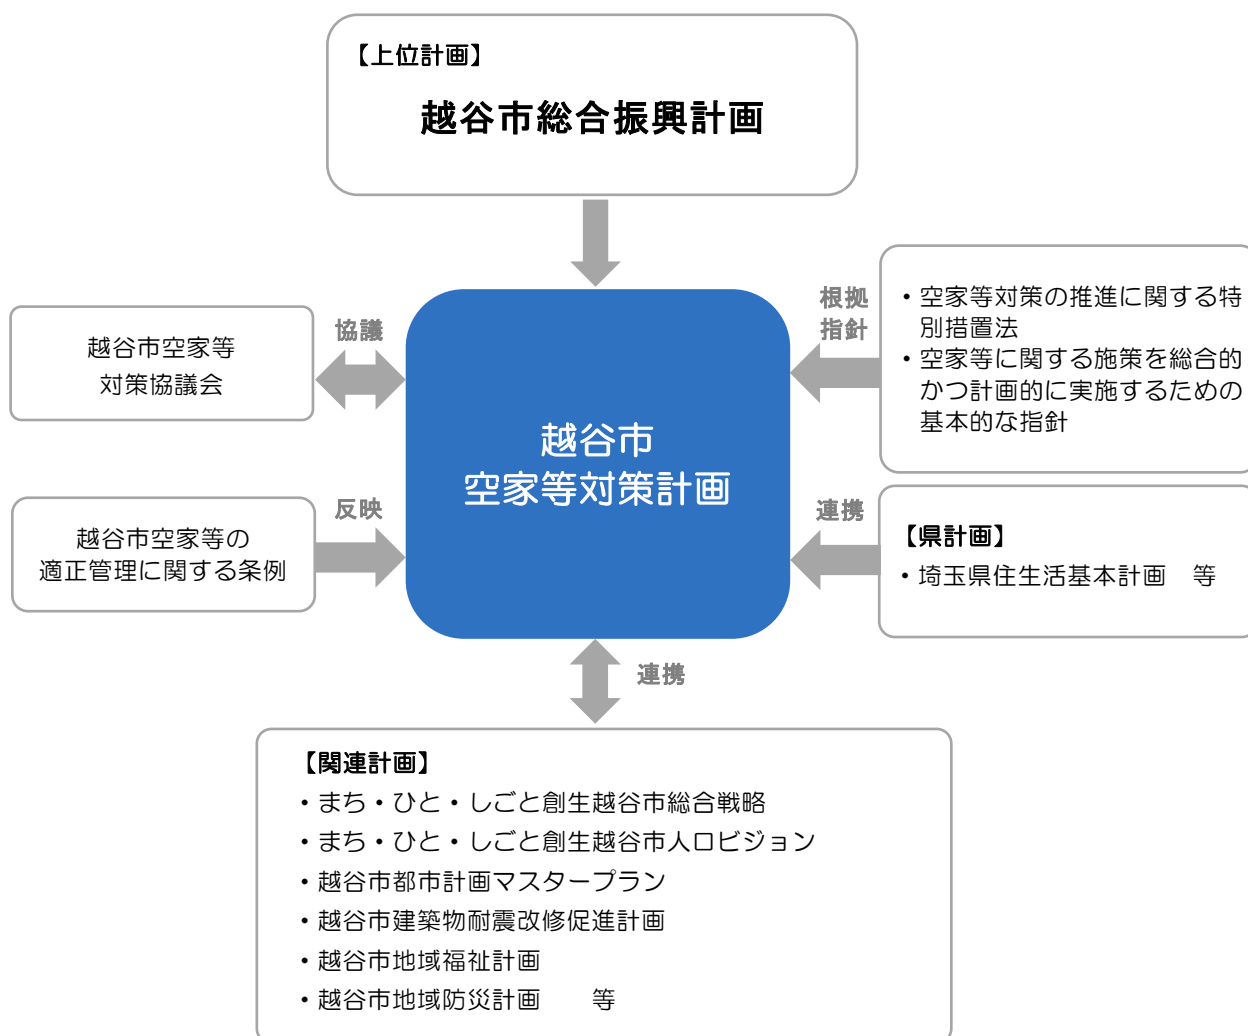 【上位計画】
越谷市総合振興計画
根拠
指針
・空家等対策の推進に関する特
別措置法
・空家等に関する施策を総合的
かつ計画的に実施するための
基本的な指針
協議
越谷市空家等
対策協議会
越谷市
空家等対策計画
反映
越谷市空家等の
適正管理に関する条例
連携
【県計画】
・埼玉県住生活基本計画　等
連携
【関連計画】
・まち・ひと・しごと創生越谷市総合戦略
・まち・ひと・しごと創生越谷市人口ビジョン
・越谷市都市計画マスタープラン
・越谷市建築物耐震改修促進計画
・越谷市地域福祉計画
・越谷市地域防災計画　　等